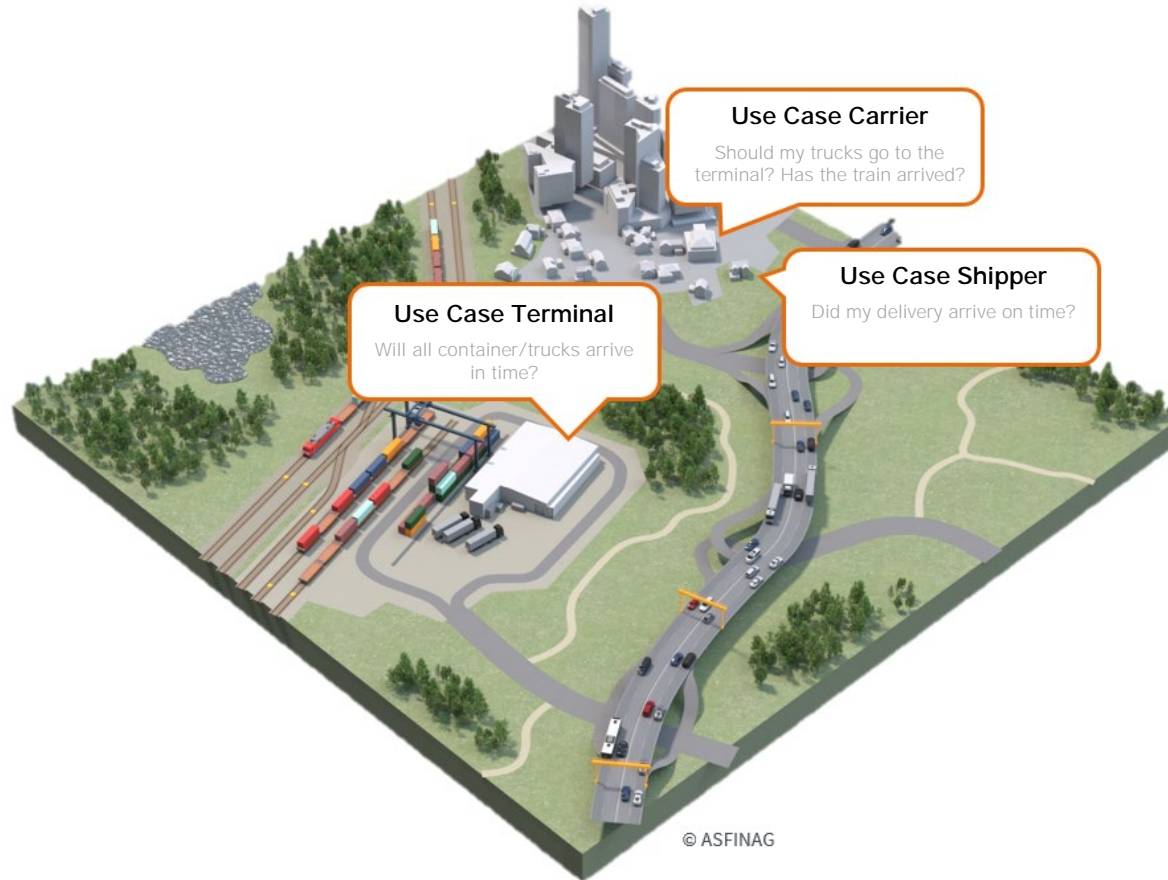 Use Case Carrier
Should my trucks go to the
terminal? Has the train arrived?
Use Case Shipper
Did my delivery arrive on time?
Use Case Terminal
Will all container/trucks arrive
in time?
© ASFINAG